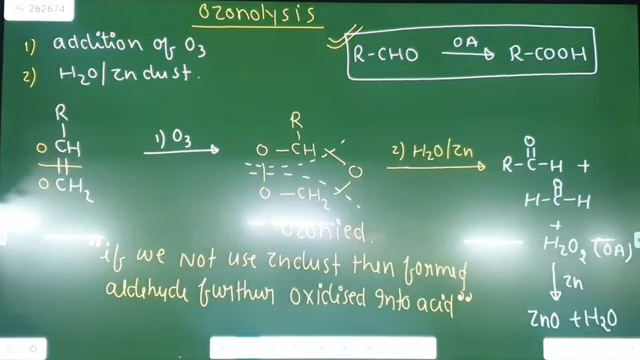 262674
Ozonolysis
1) addition of O3
2) H2O/zn dust.
R-CHO OA R-COOH
R
O CH
O CH2
1) O3
R
O-CH
O
O-CH2
Ozonied.
2) H2O/Zn
O
R-C-H +
O
H-C-H
+
H2O2 (OA)
Zn
ZnO + H2O
"if we Not use zndust then formed
aldehyde furthur oxidised into acid"